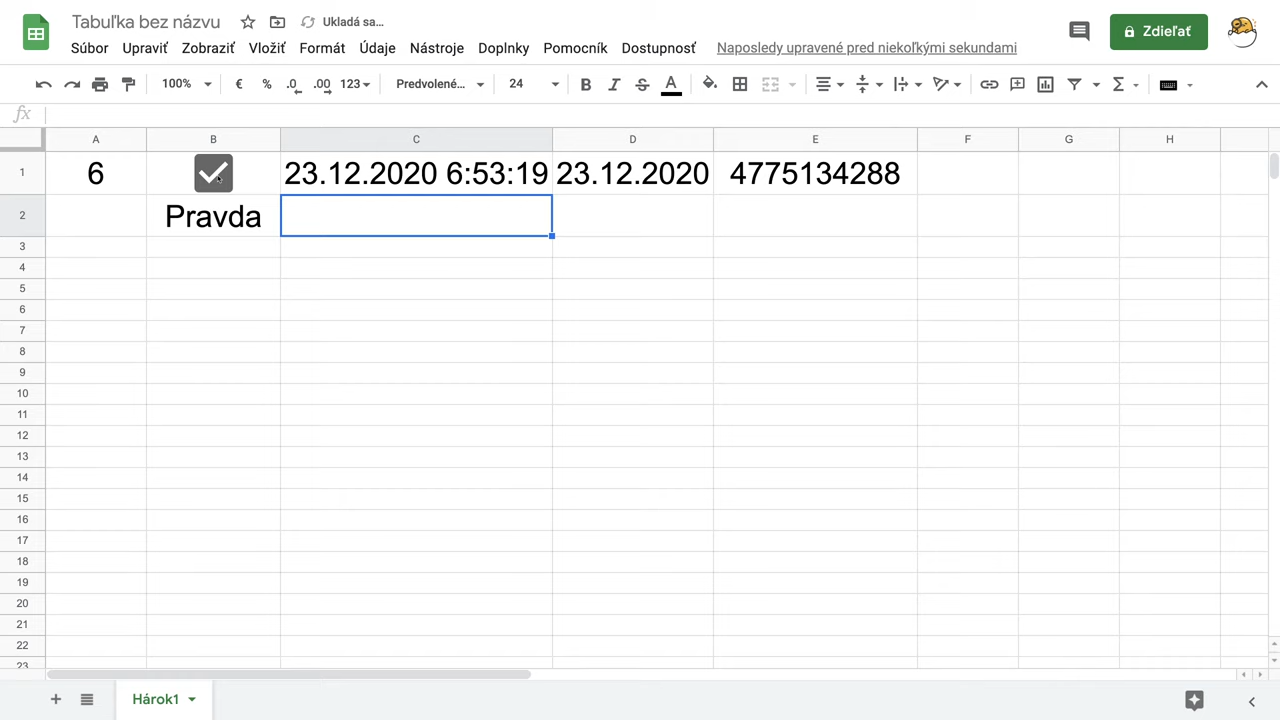 Tabuľka bez názvu Ukladá sa…
Súbor Upraviť Zobraziť Vložiť Formát Údaje Nástroje Doplnky Pomocník Dostupnosť Naposledy upravené pred niekoľkými sekundami
Zdieľať
100% € % .0 .00 123 Predvolené... 24 B I S A Σ
fx
A B C D E F G H
1 6 23.12.2020 6:53:19 23.12.2020 4775134288
2 Pravda
3
4
5
6
7
8
9
10
11
12
13
14
15
16
17
18
19
20
21
22
23
Hárok1